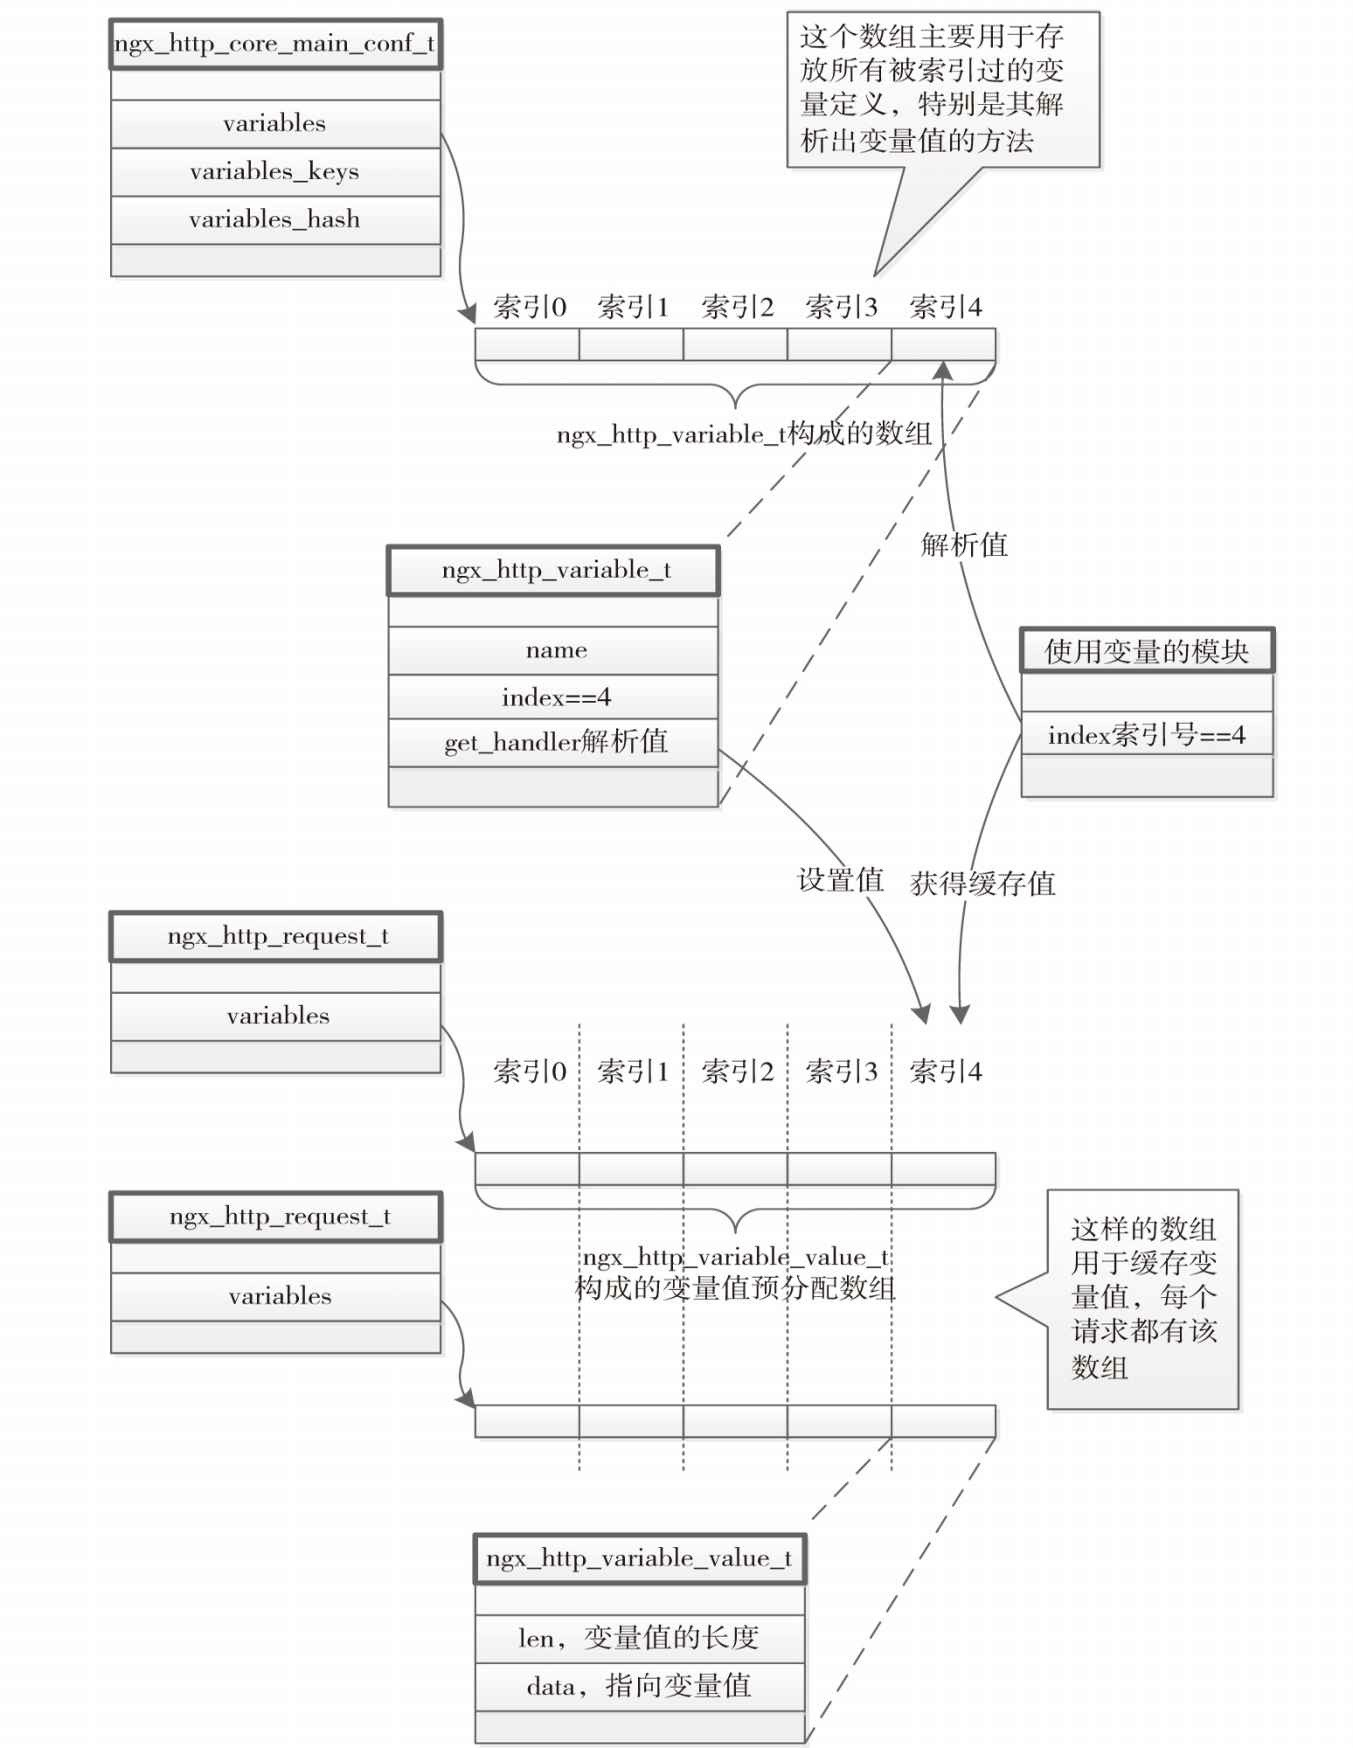 ngx_http_core_main_conf_t
variables
variables_keys
variables_hash
这个数组主要用于存
放所有被索引过的变
量定义，特别是其解
析出变量值的方法
索引0 索引1 索引2 索引3 索引4
ngx_http_variable_t构成的数组
ngx_http_variable_t
name
index==4
get_handler解析值
解析值
使用变量的模块
index索引号==4
设置值 获得缓存值
ngx_http_request_t
variables
索引0 索引1 索引2 索引3 索引4
ngx_http_request_t
variables
ngx_http_variable_value_t
构成的变量值预分配数组
这样的数组
用于缓存变
量值，每个
请求都有该
数组
ngx_http_variable_value_t
len，变量值的长度
data，指向变量值